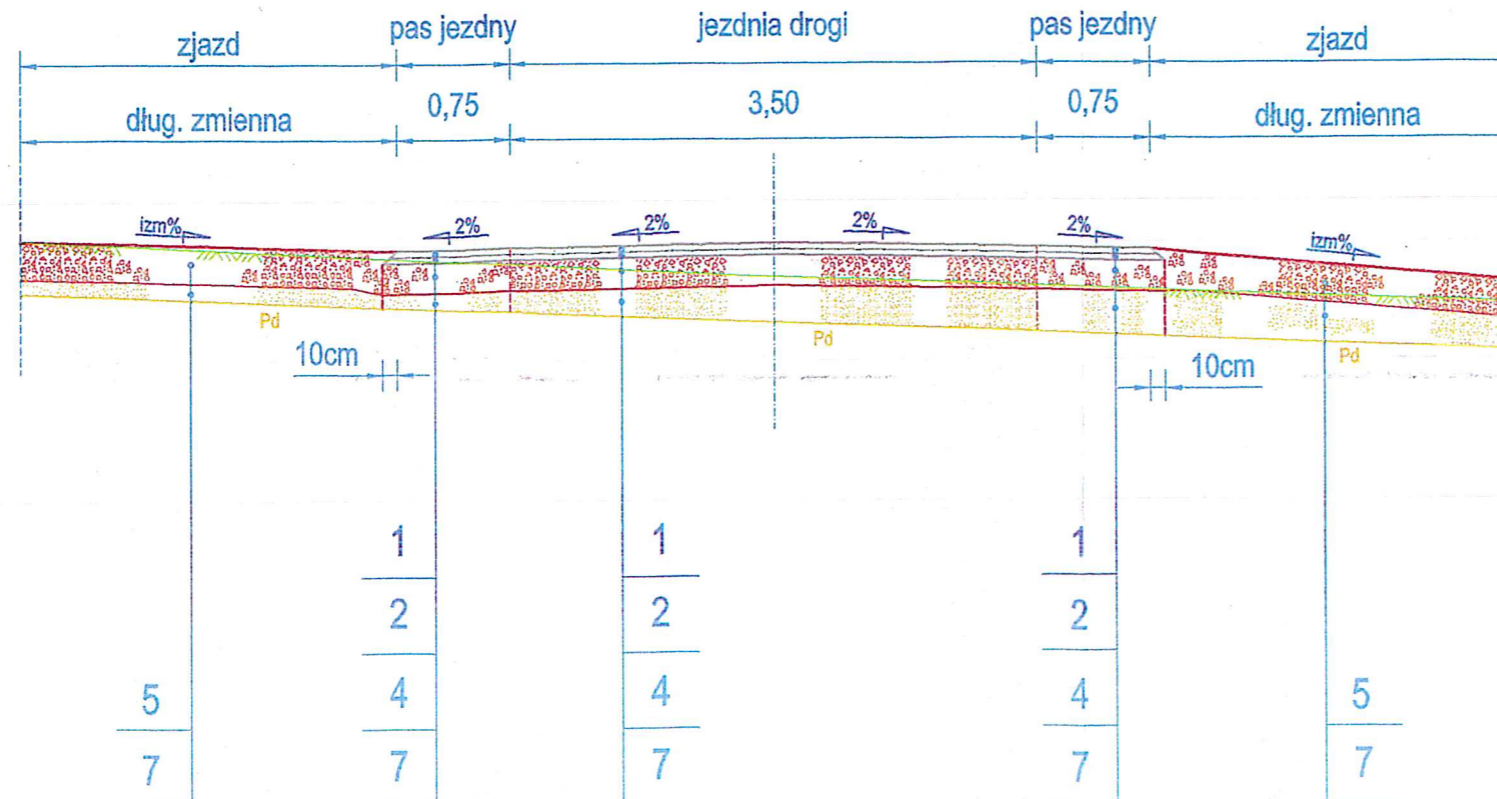 zjazd pas jezdny jezdnia drogi pas jezdny zjazd
dług. zmienna 0,75 3,50 0,75 dług. zmienna
izm% 2% 2% 2% 2% izm%
Pd Pd Pd
10cm 10cm
1 1 1
2 2 2
5 4 4 4 5
7 7 7 7 7